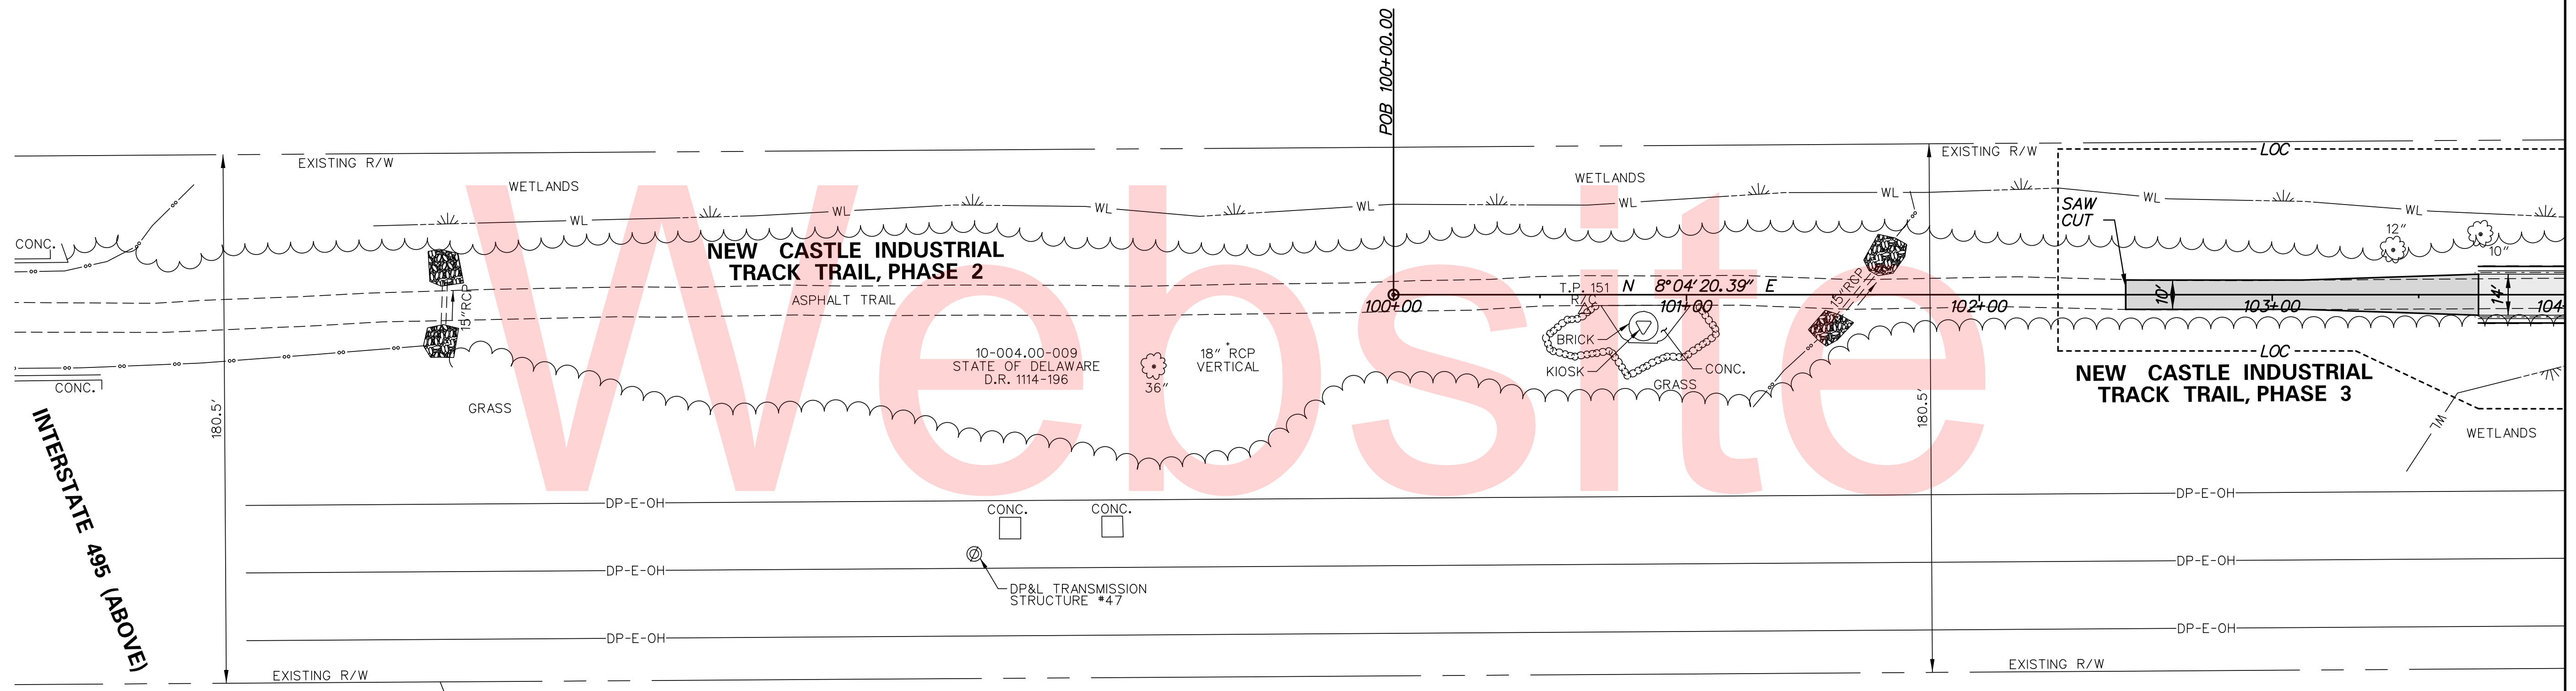 POB 100+00.00
EXISTING R/W
WETLANDS
WL
WL
WL
WL
WETLANDS
WL
WL
EXISTING R/W
LOC
WL
WL
SAW
CUT
12"
10"
CONC.
NEW CASTLE INDUSTRIAL
TRACK TRAIL, PHASE 2
ASPHALT TRAIL
15"RCP
T.P. 151
R/C
N 8°04'20.39" E
15"RCP
100+00
101+00
102+00
103+00
104+
10'
14'
CONC.
10-004.00-009
STATE OF DELAWARE
D.R. 1114-196
36"
18" RCP
VERTICAL
BRICK
KIOSK
CONC.
GRASS
GRASS
LOC
NEW CASTLE INDUSTRIAL
TRACK TRAIL, PHASE 3
WL
WETLANDS
180.5'
180.5'
INTERSTATE 495 (ABOVE)
Website
DP-E-OH
DP-E-OH
CONC.
CONC.
DP-E-OH
DP-E-OH
DP&L TRANSMISSION
STRUCTURE #47
DP-E-OH
DP-E-OH
EXISTING R/W
EXISTING R/W